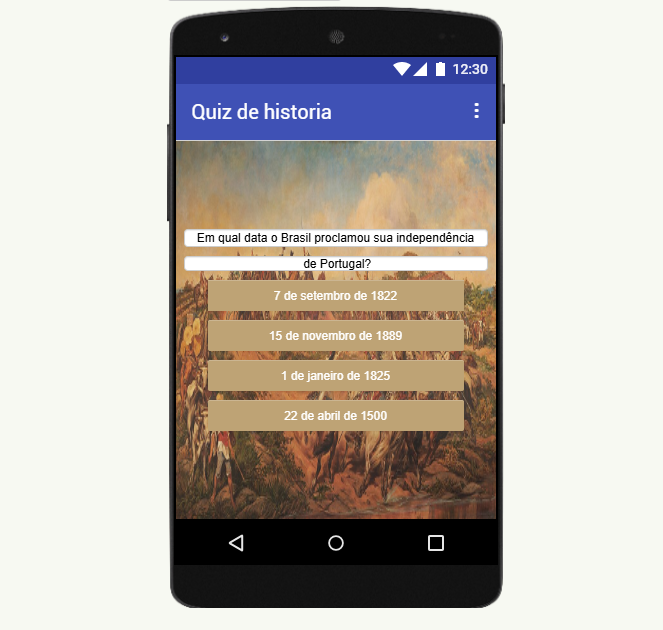 12:30
Quiz de historia
Em qual data o Brasil proclamou sua independência
de Portugal?
7 de setembro de 1822
15 de novembro de 1889
1 de janeiro de 1825
22 de abril de 1500